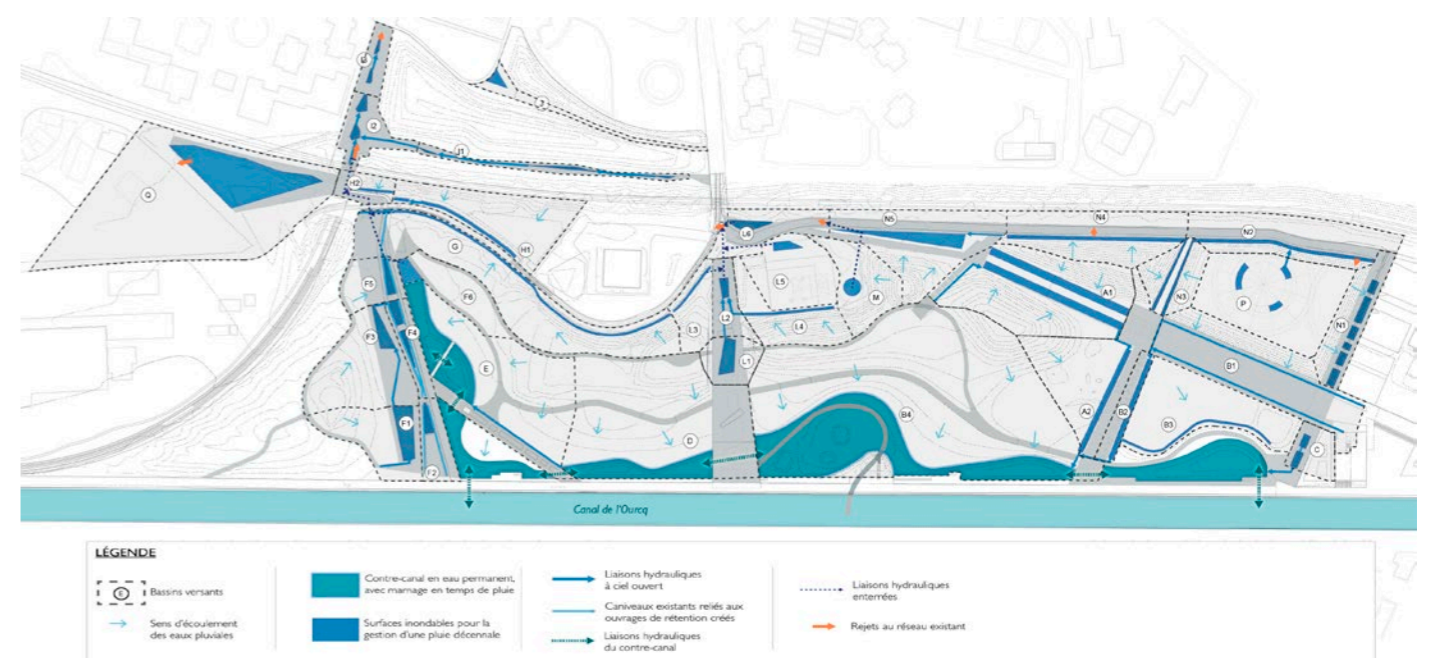 I3
I2
J
J1
G
H2
G
H1
F5
F6
F3
F4
E
F1
F2
D
L6
L5
L2
L3
L4
L1
M
N5
N4
N2
A1
N3
P
N1
B1
A2
B2
B3
B4
C
Canal de l'Ourcq
LÉGENDE
E
Bassins versants
Sens d'écoulement
des eaux pluviales
Contre-canal en eau permanent,
avec marnage en temps de pluie
Surfaces inondables pour la
gestion d'une pluie décennale
Liaisons hydrauliques
à ciel ouvert
Caniveaux existants reliés aux
ouvrages de rétention créés
Liaisons hydrauliques
du contre-canal
Liaisons hydrauliques
enterrées
Rejets au réseau existant